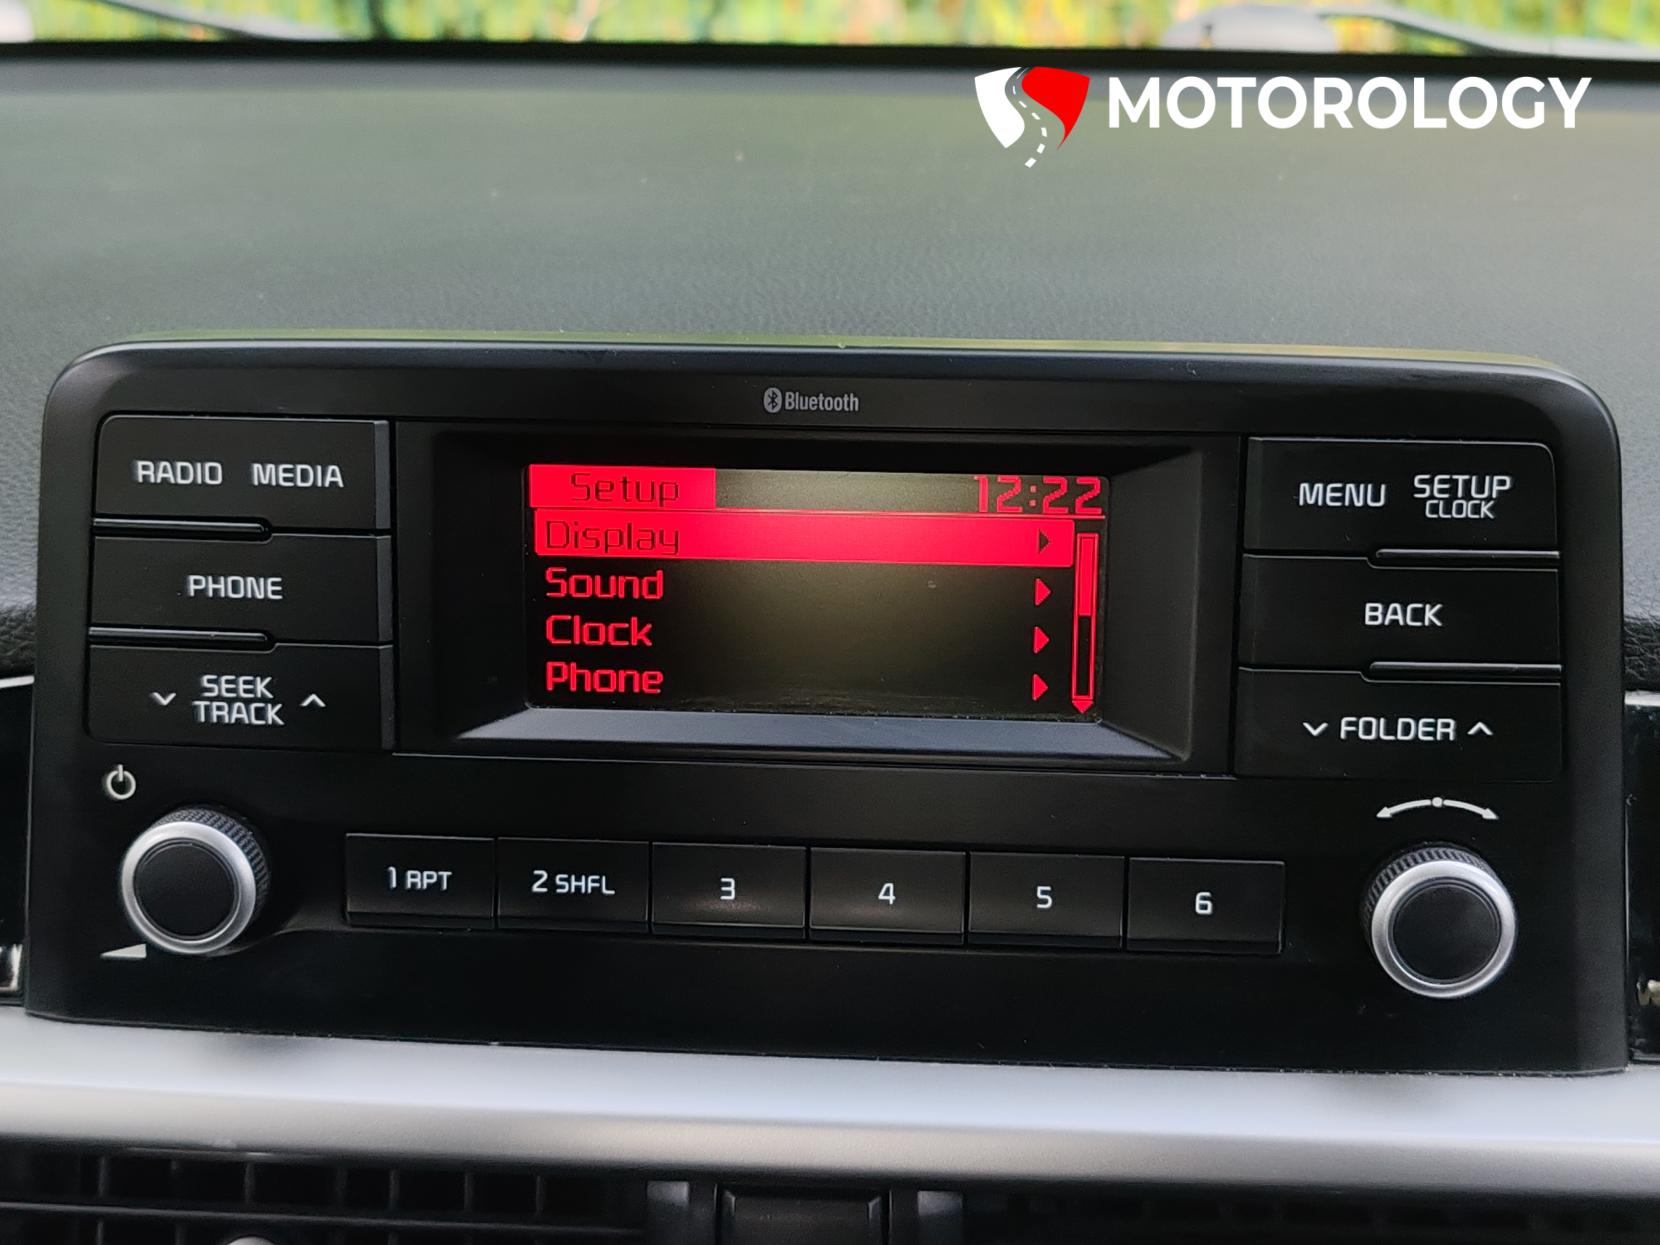 MOTOROLOGY
Bluetooth
RADIO MEDIA
PHONE
SEEK
TRACK
Setup 12:22
Display
Sound
Clock
Phone
MENU SETUP
CLOCK
BACK
FOLDER
1 RPT 2 SHFL 3 4 5 6